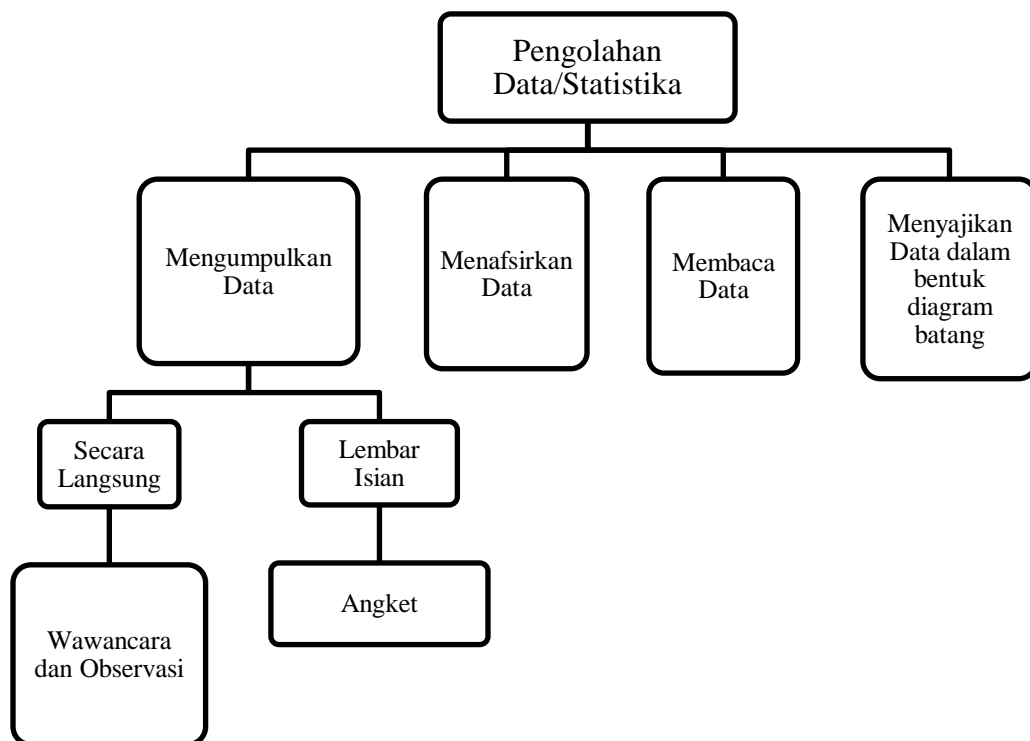 Pengolahan
Data/Statistika
Mengumpulkan
Data
Menafsirkan
Data
Membaca
Data
Menyajikan
Data dalam
bentuk
diagram
batang
Secara
Langsung
Lembar
Isian
Wawancara
dan Observasi
Angket